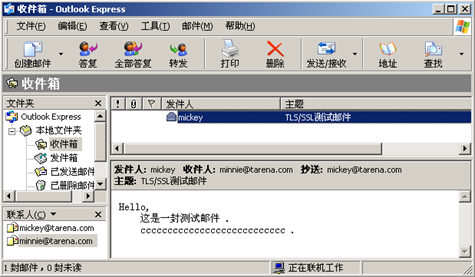 收件箱 - Outlook Express
文件(F) 编辑(E) 查看(V) 工具(T) 邮件(M) 帮助(H)
创建邮件 答复 全部答复 转发 打印 删除 发送/接收 地址 查找
收件箱
文件夹
Outlook Express
本地文件夹
收件箱
发件箱
已发送邮件
已删除邮件
联系人(C)
mickey@tarena.com
minnie@tarena.com
! 发件人 主题
mickey TLS/SSL测试邮件
发件人: mickey 收件人: minnie@tarena.com 抄送: mickey@tarena.com
主题: TLS/SSL测试邮件
Hello,
这是一封测试邮件 .
1 封邮件，0 封未读 正在联机工作